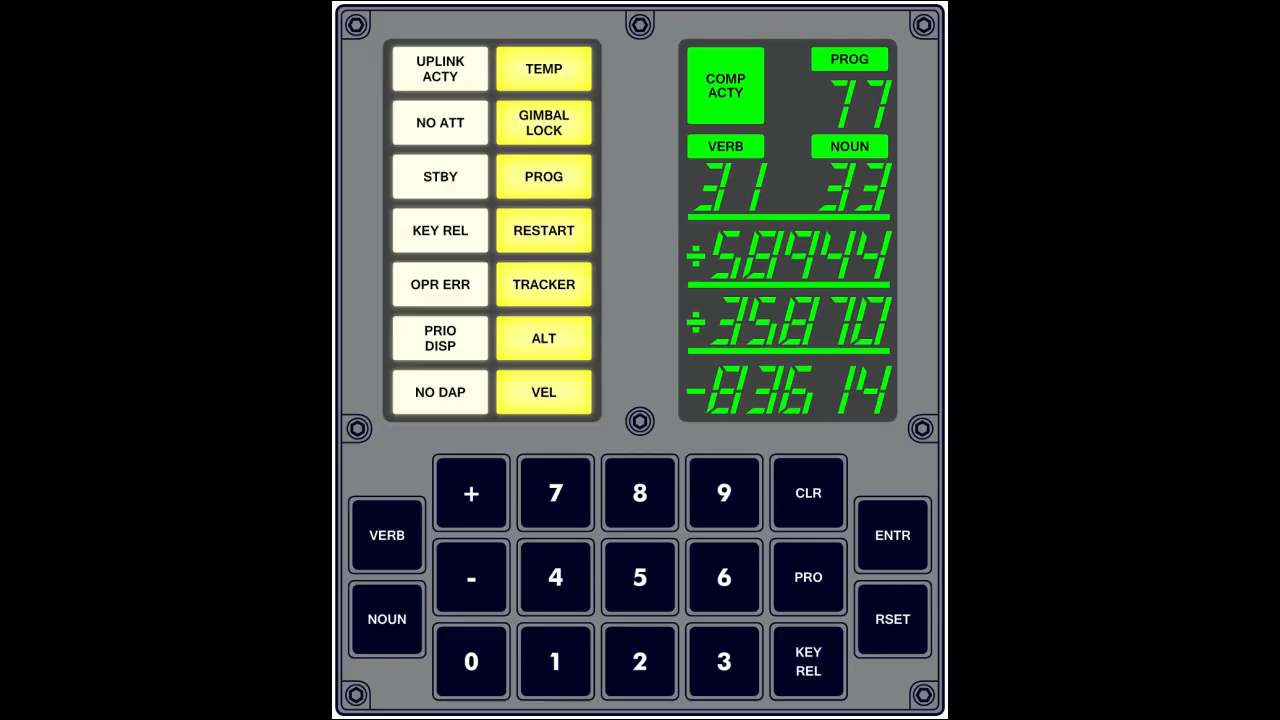 UPLINK
ACTY
TEMP
NO ATT
GIMBAL
LOCK
STBY
PROG
KEY REL
RESTART
OPR ERR
TRACKER
PRIO
DISP
ALT
NO DAP
VEL
COMP
ACTY
PROG
77
VERB
NOUN
31
33
÷58944
÷35870
-83614
+
7
8
9
CLR
VERB
ENTR
-
4
5
6
PRO
NOUN
RSET
0
1
2
3
KEY
REL